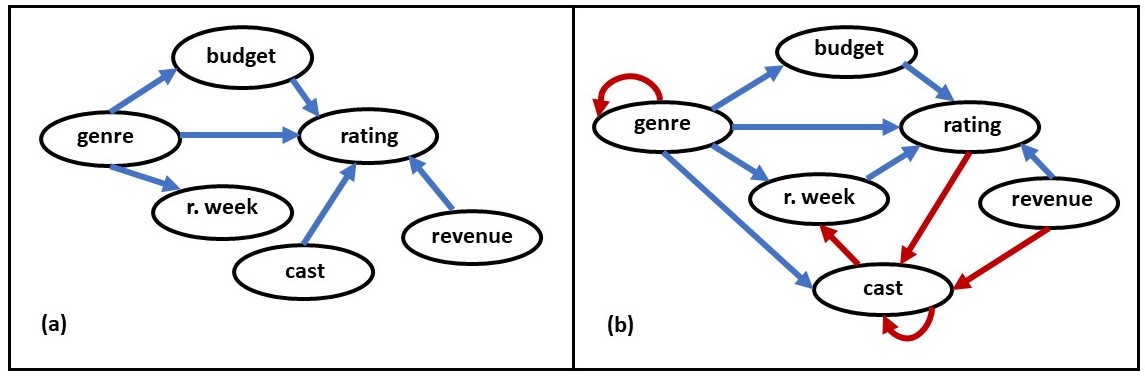 budget
genre
rating
r. week
revenue
cast
(a)
budget
genre
rating
r. week
revenue
cast
(b)